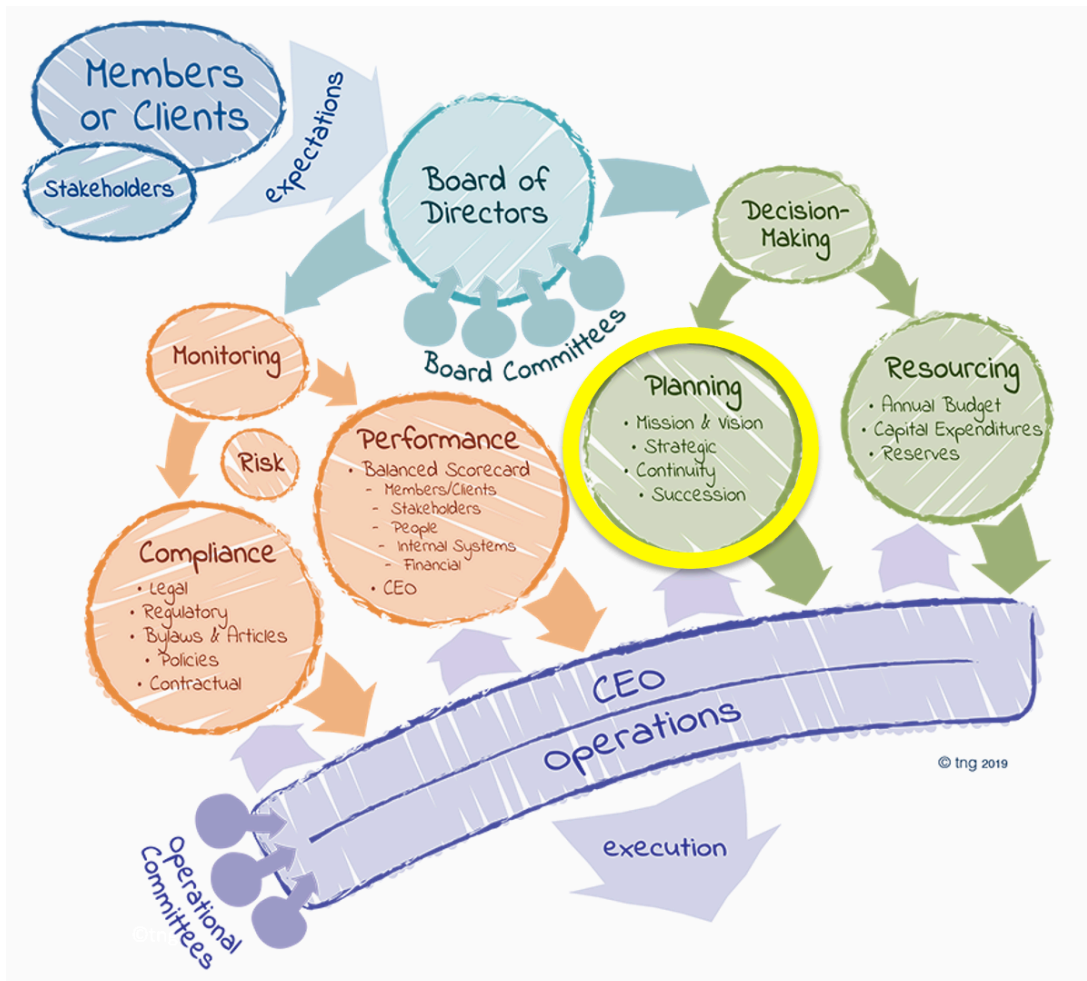 Members
or Clients
Stakeholders
expectations
Board of
Directors
Board Committees
Decision-
Making
Planning
• Mission & Vision
• Strategic
• Continuity
• Succession
Resourcing
• Annual Budget
• Capital Expenditures
• Reserves
Monitoring
Risk
Performance
• Balanced Scorecard
- Members/Clients
- Stakeholders
- People
- Internal Systems
- Financial
• CEO
Compliance
• Legal
• Regulatory
• Bylaws & Articles
• Policies
• Contractual
CEO
Operations
© tng 2019
execution
Operational
Committees
©tng